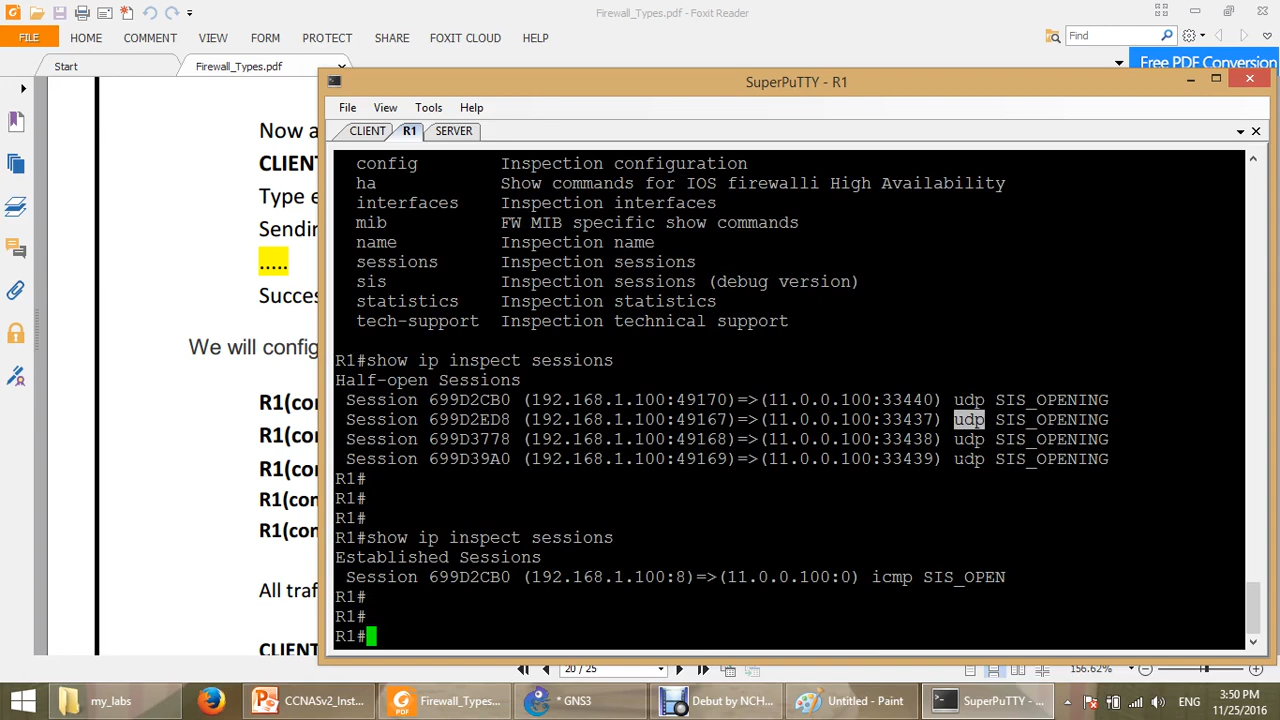 Firewall_Types.pdf - Foxit Reader
FILE HOME COMMENT VIEW FORM PROTECT SHARE FOXIT CLOUD HELP Find
Start Firewall_Types.pdf Free PDF Conversion
SuperPuTTY - R1
File View Tools Help
CLIENT R1 SERVER
Now a
CLIENT
Type e
Sendin
.....
Succes
We will config
R1(con
R1(con
R1(con
R1(con
R1(con
All traf
CLIENT
config Inspection configuration
ha Show commands for IOS firewalli High Availability
interfaces Inspection interfaces
mib FW MIB specific show commands
name Inspection name
sessions Inspection sessions
sis Inspection sessions (debug version)
statistics Inspection statistics
tech-support Inspection technical support
R1#show ip inspect sessions
Half-open Sessions
Session 699D2CB0 (192.168.1.100:49170)=>(11.0.0.100:33440) udp SIS_OPENING
Session 699D2ED8 (192.168.1.100:49167)=>(11.0.0.100:33437) udp SIS_OPENING
Session 699D3778 (192.168.1.100:49168)=>(11.0.0.100:33438) udp SIS_OPENING
Session 699D39A0 (192.168.1.100:49169)=>(11.0.0.100:33439) udp SIS_OPENING
R1#
R1#
R1#
R1#show ip inspect sessions
Established Sessions
Session 699D2CB0 (192.168.1.100:8)=>(11.0.0.100:0) icmp SIS_OPEN
R1#
R1#
R1#
20 / 25 156.62%
my_labs CCNASv2_Inst... Firewall_Types... * GNS3 Debut by NCH... Untitled - Paint SuperPuTTY - ... ENG 3:50 PM
11/25/2016